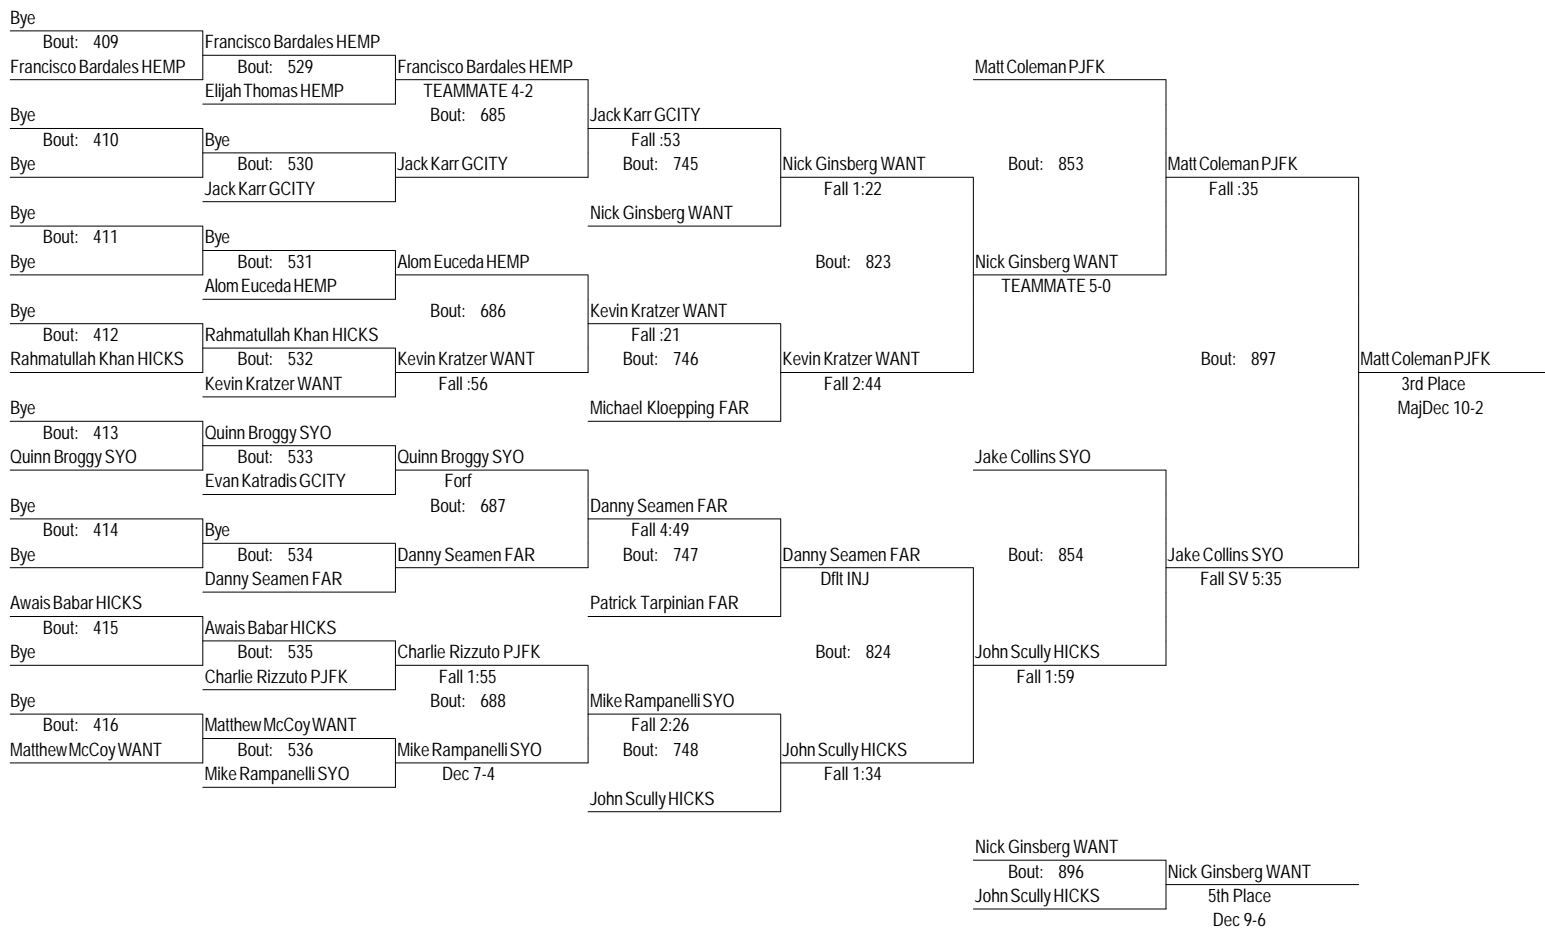 Bye
Bout: 409
Francisco Bardales HEMP
Bye
Bout: 410
Bye
Bye
Bout: 411
Bye
Bye
Bout: 412
Rahmatullah Khan HICKS
Bye
Bout: 413
Quinn Broggy SYO
Bye
Bout: 414
Bye
Awais Babar HICKS
Bout: 415
Bye
Bye
Bout: 416
Matthew McCoy WANT
Francisco Bardales HEMP
Bout: 529
Elijah Thomas HEMP
Bye
Bout: 530
Jack Karr GCITY
Bye
Bout: 531
Alom Euceda HEMP
Rahmatullah Khan HICKS
Bout: 532
Kevin Kratzer WANT
Quinn Broggy SYO
Bout: 533
Evan Katradis GCITY
Bye
Bout: 534
Danny Seamen FAR
Awais Babar HICKS
Bout: 535
Charlie Rizzuto PJFK
Matthew McCoy WANT
Bout: 536
Mike Rampanelli SYO
Francisco Bardales HEMP
TEAMMATE 4-2
Bout: 685
Jack Karr GCITY
Alom Euceda HEMP
Bout: 686
Kevin Kratzer WANT
Fall :56
Quinn Broggy SYO
Forf
Bout: 687
Danny Seamen FAR
Charlie Rizzuto PJFK
Fall 1:55
Bout: 688
Mike Rampanelli SYO
Dec 7-4
Jack Karr GCITY
Fall :53
Bout: 745
Nick Ginsberg WANT
Kevin Kratzer WANT
Fall :21
Bout: 746
Michael Kloepping FAR
Danny Seamen FAR
Fall 4:49
Bout: 747
Patrick Tarpinian FAR
Mike Rampanelli SYO
Fall 2:26
Bout: 748
John Scully HICKS
Nick Ginsberg WANT
Fall 1:22
Bout: 823
Kevin Kratzer WANT
Fall 2:44
Danny Seamen FAR
Dflt INJ
Bout: 824
John Scully HICKS
Fall 1:34
Matt Coleman PJFK
Bout: 853
Nick Ginsberg WANT
TEAMMATE 5-0
Jake Collins SYO
Bout: 854
John Scully HICKS
Fall 1:59
Matt Coleman PJFK
Fall :35
Bout: 897
Jake Collins SYO
Fall SV 5:35
Matt Coleman PJFK
3rd Place
MajDec 10-2
Nick Ginsberg WANT
Bout: 896
John Scully HICKS
Nick Ginsberg WANT
5th Place
Dec 9-6